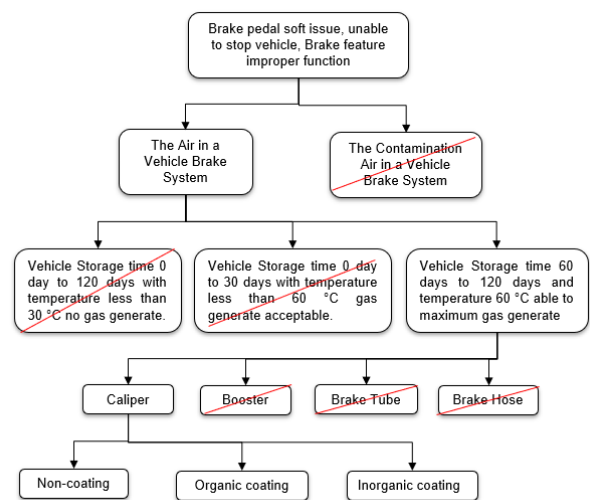 Brake pedal soft issue, unable
to stop vehicle, Brake feature
improper function
The Air in a
Vehicle Brake
System
The Contamination
Air in a Vehicle
Brake System
Vehicle Storage time 0
day to 120 days with
temperature less than
30 °C no gas generate.
Vehicle Storage time 0 day
to 30 days with temperature
less than 60 °C gas
generate acceptable.
Vehicle Storage time 60
days to 120 days and
temperature 60 °C able to
maximum gas generate
Caliper
Booster
Brake Tube
Brake Hose
Non-coating
Organic coating
Inorganic coating